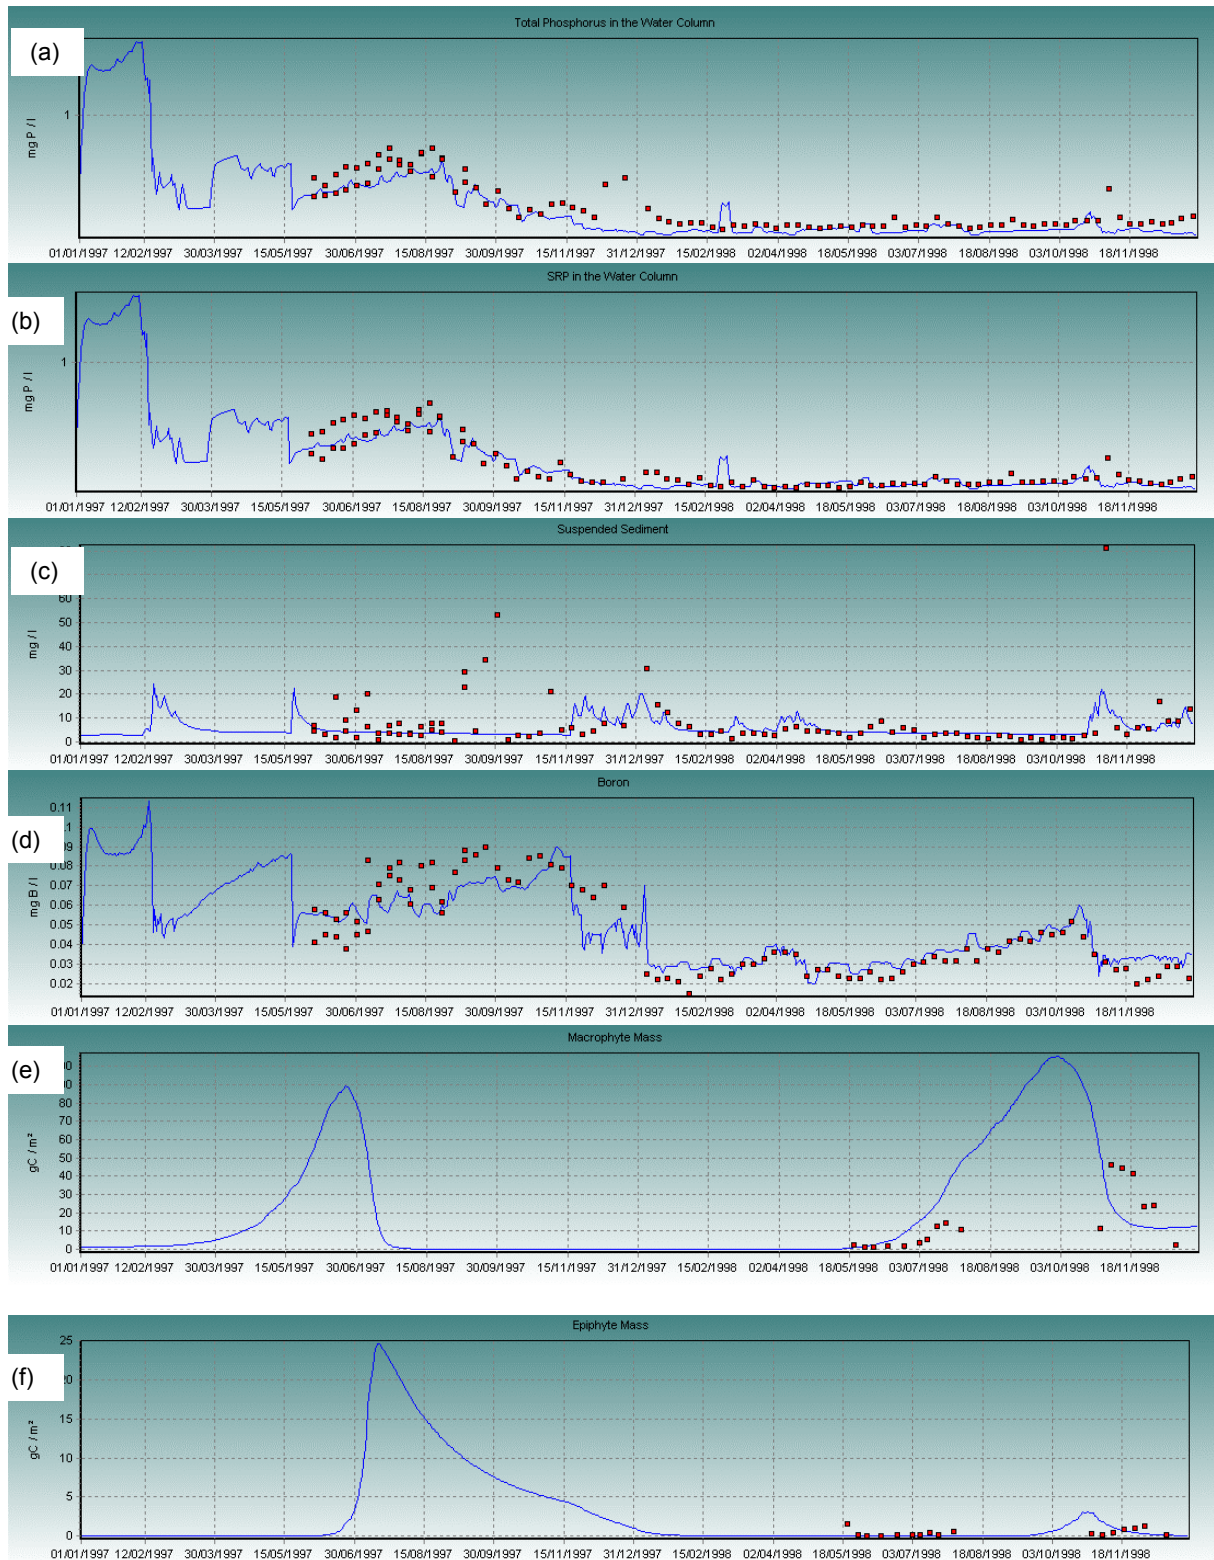 Total Phosphorus in the Water Column
(a)
1
mg P / l
01/01/1997 12/02/1997 30/03/1997 15/05/1997 30/06/1997 15/08/1997 30/09/1997 15/11/1997 31/12/1997 15/02/1998 02/04/1998 18/05/1998 03/07/1998 18/08/1998 03/10/1998 18/11/1998
SRP in the Water Column
(b)
1
mg P / l
01/01/1997 12/02/1997 30/03/1997 15/05/1997 30/06/1997 15/08/1997 30/09/1997 15/11/1997 31/12/1997 15/02/1998 02/04/1998 18/05/1998 03/07/1998 18/08/1998 03/10/1998 18/11/1998
Suspended Sediment
(c)
60
50
40
30
20
10
0
mg / l
01/01/1997 12/02/1997 30/03/1997 15/05/1997 30/06/1997 15/08/1997 30/09/1997 15/11/1997 31/12/1997 15/02/1998 02/04/1998 18/05/1998 03/07/1998 18/08/1998 03/10/1998 18/11/1998
Boron
0.11
(d)
0.08
0.07
0.06
0.05
0.04
0.03
0.02
mg B / l
01/01/1997 12/02/1997 30/03/1997 15/05/1997 30/06/1997 15/08/1997 30/09/1997 15/11/1997 31/12/1997 15/02/1998 02/04/1998 18/05/1998 03/07/1998 18/08/1998 03/10/1998 18/11/1998
Macrophyte Mass
(e)
80
70
60
50
40
30
20
10
0
gC / m²
01/01/1997 12/02/1997 30/03/1997 15/05/1997 30/06/1997 15/08/1997 30/09/1997 15/11/1997 31/12/1997 15/02/1998 02/04/1998 18/05/1998 03/07/1998 18/08/1998 03/10/1998 18/11/1998
Epiphyte Mass
25
(f)
15
10
5
0
gC / m²
01/01/1997 12/02/1997 30/03/1997 15/05/1997 30/06/1997 15/08/1997 30/09/1997 15/11/1997 31/12/1997 15/02/1998 02/04/1998 18/05/1998 03/07/1998 18/08/1998 03/10/1998 18/11/1998